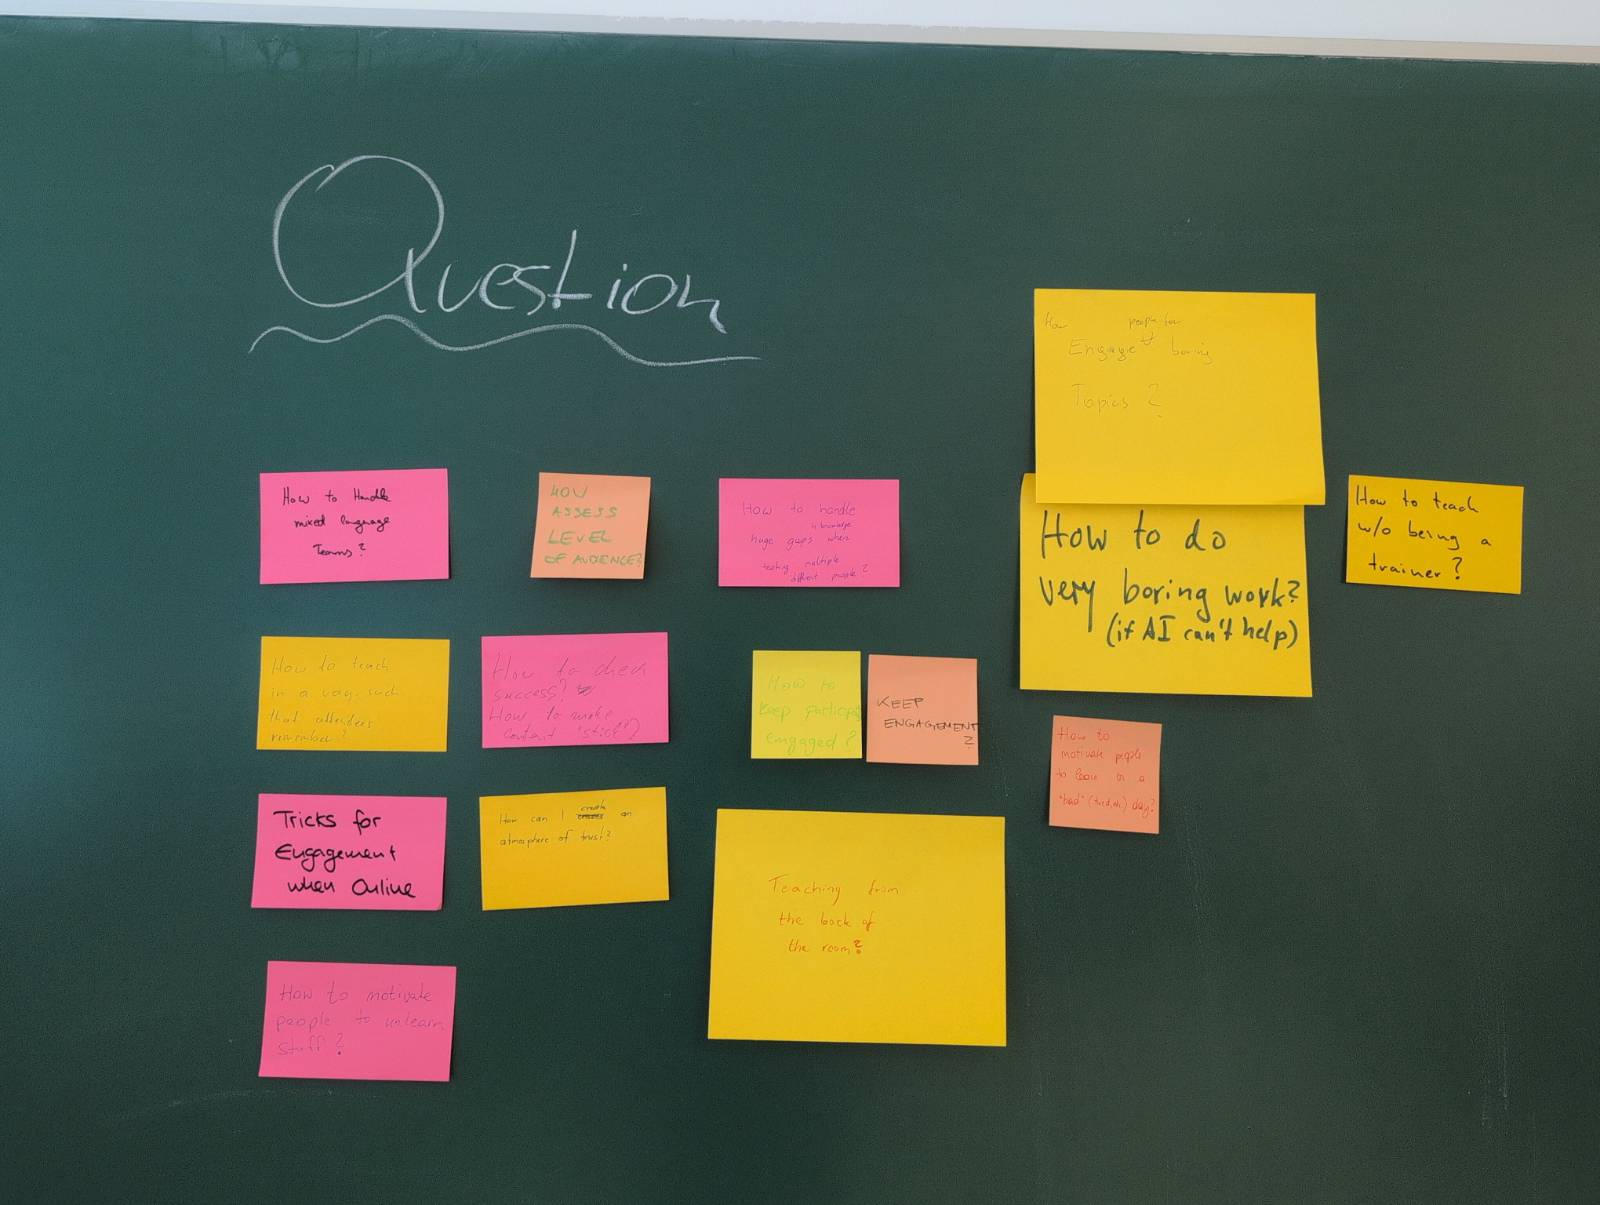 Question
How to Handle
mixed language
Teams?
HOW
ASSESS
LEVEL
OF AUDIENCE?
How to handle
knowledge
huge gaps when
multiple
different people?
How people for
Engage boring
Topics?
How to do
very boring work?
(if AI can't help)
How to teach
w/o being a
trainer?
How to teach
in a way such
that attendees
remember?
How to check
success?
How to make
content "stick"?
How to
keep particip
engaged?
KEEP
ENGAGEMENT
?
How to
motivate people
to learn on a
"bad" day?
Tricks for
Engagement
when Online
How can I create an
atmosphere of trust?
Teaching from
the back of
the room?
How to motivate
people to unlearn
stuff?